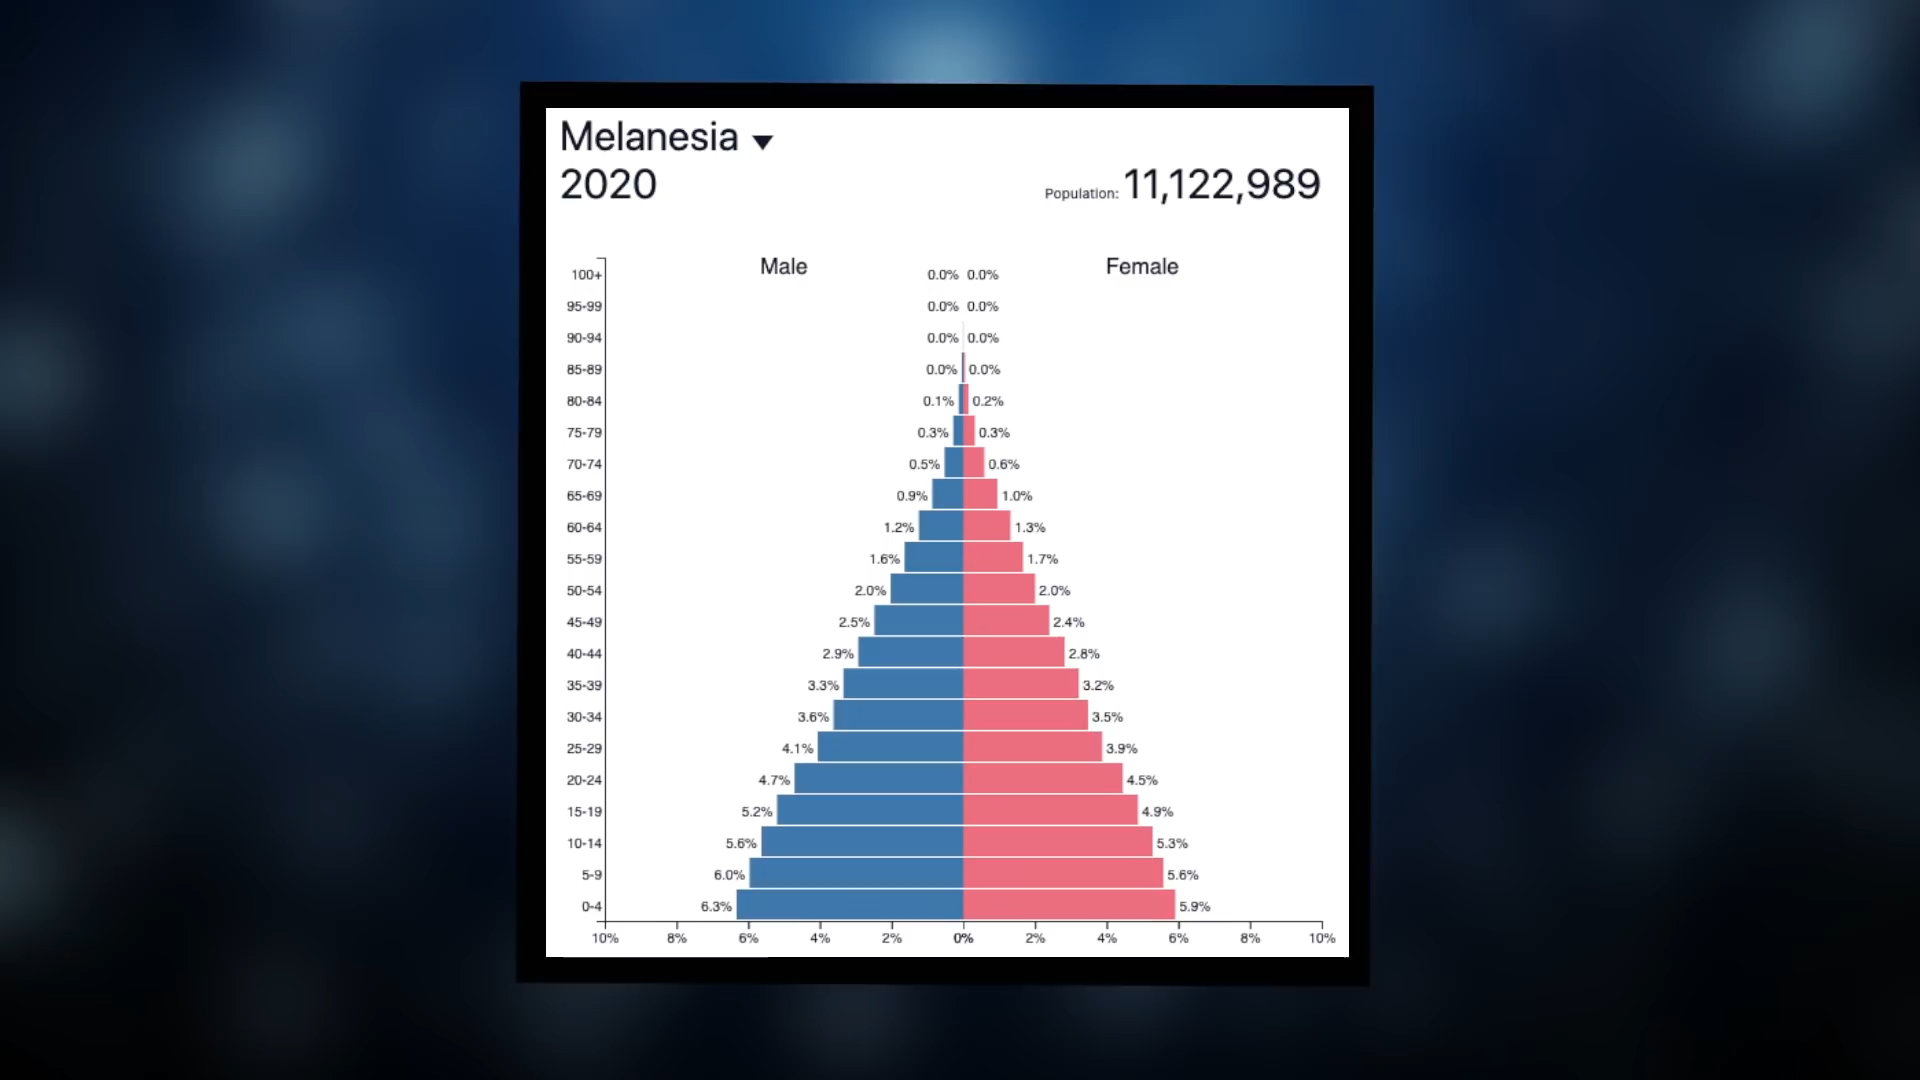 Melanesia
2020
Population: 11,122,989
Male Female
100+ 0.0% 0.0%
95-99 0.0% 0.0%
90-94 0.0% 0.0%
85-89 0.0% 0.0%
80-84 0.1% 0.2%
75-79 0.3% 0.3%
70-74 0.5% 0.6%
65-69 0.9% 1.0%
60-64 1.2% 1.3%
55-59 1.6% 1.7%
50-54 2.0% 2.0%
45-49 2.5% 2.4%
40-44 2.9% 2.8%
35-39 3.3% 3.2%
30-34 3.6% 3.5%
25-29 4.1% 3.9%
20-24 4.7% 4.5%
15-19 5.2% 4.9%
10-14 5.6% 5.3%
5-9 6.0% 5.6%
0-4 6.3% 5.9%
10% 8% 6% 4% 2% 0% 2% 4% 6% 8% 10%